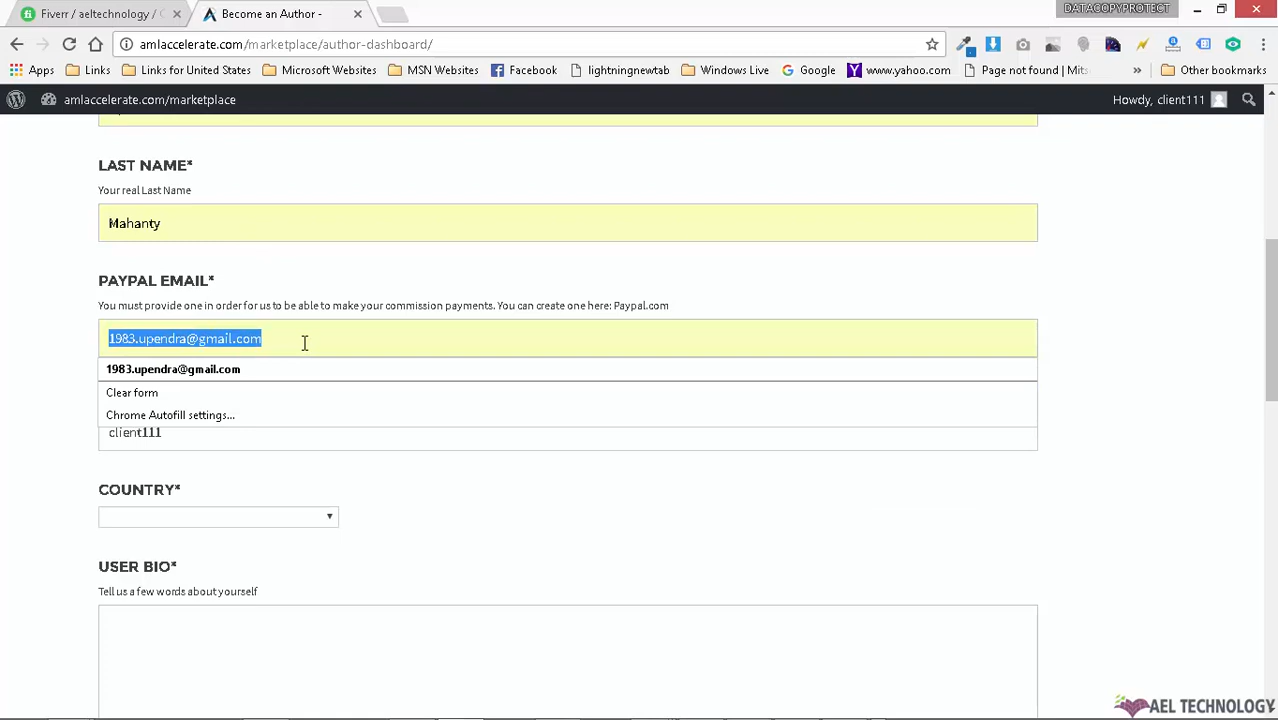 Fiverr / aeltechnology / C
Become an Author -
DATACOPYPROTECT
amlaccelerate.com/marketplace/author-dashboard/
Apps Links Links for United States Microsoft Websites MSN Websites Facebook lightningnewtab Windows Live Google www.yahoo.com Page not found | Mits » Other bookmarks
amlaccelerate.com/marketplace Howdy, client111
LAST NAME*
Your real Last Name
Mahanty
PAYPAL EMAIL*
You must provide one in order for us to be able to make your commission payments. You can create one here: Paypal.com
1983.upendra@gmail.com
1983.upendra@gmail.com
Clear form
Chrome Autofill settings...
client111
COUNTRY*
USER BIO*
Tell us a few words about yourself
AEL TECHNOLOGY